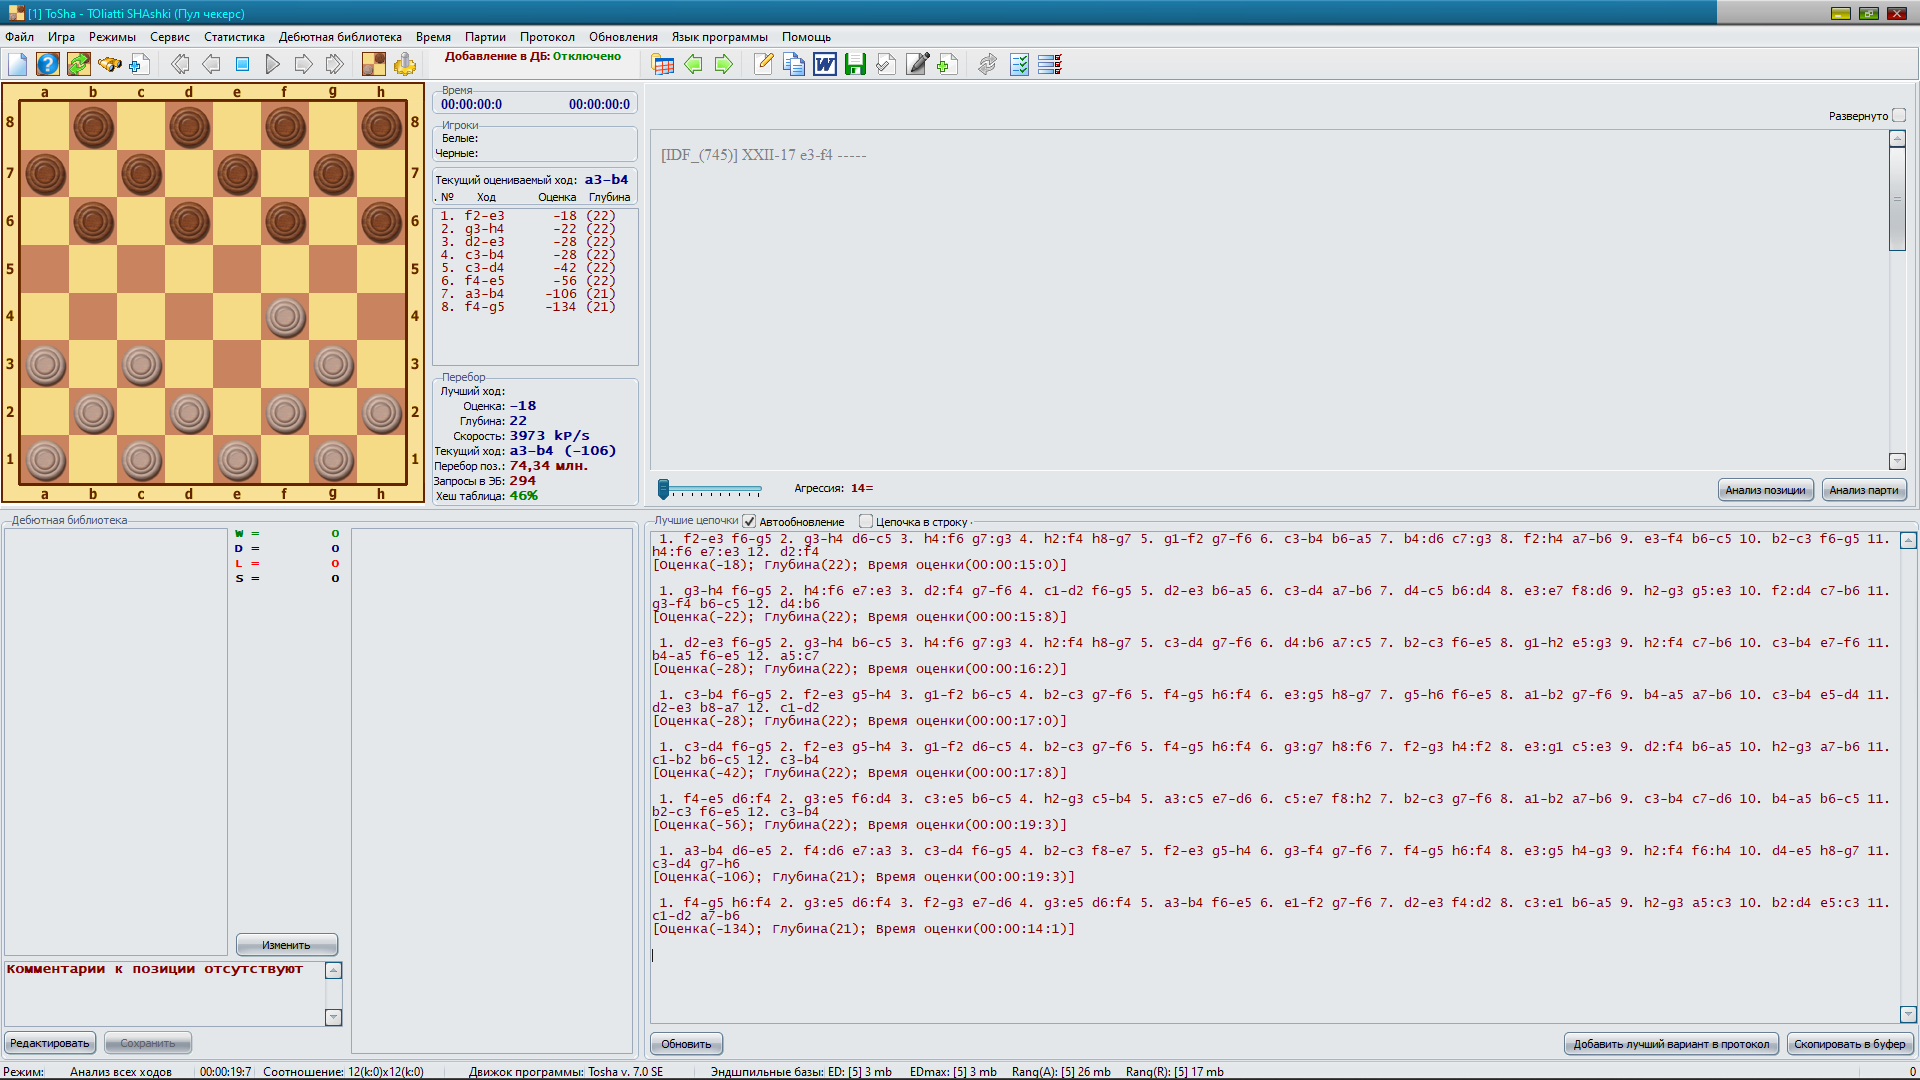 [1] ToSha - TOliatti SHAshki (Пул чекерс)
Файл Игра Режимы Сервис Статистика Дебютная библиотека Время Партии Протокол Обновления Язык программы Помощь
Добавление в ДБ: Отключено
a b c d e f g h
8 8
7 7
6 6
5 5
4 4
3 3
2 2
1 1
a b c d e f g h
Время
00:00:00:0 00:00:00:0
Игроки
Белые:
Черные:
Текущий оцениваемый ход: a3-b4
. № Ход Оценка Глубина
1. f2-e3 -18 (22)
2. g3-h4 -22 (22)
3. d2-e3 -28 (22)
4. c3-b4 -28 (22)
5. c3-d4 -42 (22)
6. f4-e5 -56 (22)
7. a3-b4 -106 (21)
8. f4-g5 -134 (21)
Перебор
Лучший ход:
Оценка: -18
Глубина: 22
Скорость: 3973 kP/s
Текущий ход: a3-b4 (-106)
Перебор поз.: 74,34 млн.
Запросы в ЭБ: 294
Хеш таблица: 46%
Развернуто
[IDF_(745)] XXII-17 e3-f4 -----
Агрессия: 14=
Анализ позиции Анализ парти
Дебютная библиотека
W = 0
D = 0
L = 0
S = 0
Изменить
Комментарии к позиции отсутствуют
Редактировать Сохранить
Лучшие цепочки Автообновление Цепочка в строку
1. f2-e3 f6-g5 2. g3-h4 d6-c5 3. h4:f6 g7:g3 4. h2:f4 h8-g7 5. g1-f2 g7-f6 6. c3-b4 b6-a5 7. b4:d6 c7:g3 8. f2:h4 a7-b6 9. e3-f4 b6-c5 10. b2-c3 f6-g5 11.
h4:f6 e7:e3 12. d2:f4
[Оценка(-18); Глубина(22); Время оценки(00:00:15:0)]
1. g3-h4 f6-g5 2. h4:f6 e7:e3 3. d2:f4 g7-f6 4. c1-d2 f6-g5 5. d2-e3 b6-a5 6. c3-d4 a7-b6 7. d4-c5 b6:d4 8. e3:e7 f8:d6 9. h2-g3 g5:e3 10. f2:d4 c7-b6 11.
g3-f4 b6-c5 12. d4:b6
[Оценка(-22); Глубина(22); Время оценки(00:00:15:8)]
1. d2-e3 f6-g5 2. g3-h4 b6-c5 3. h4:f6 g7:g3 4. h2:f4 h8-g7 5. c3-d4 g7-f6 6. d4:b6 a7:c5 7. b2-c3 f6-e5 8. g1-h2 e5:g3 9. h2:f4 c7-b6 10. c3-b4 e7-f6 11.
b4-a5 f6-e5 12. a5:c7
[Оценка(-28); Глубина(22); Время оценки(00:00:16:2)]
1. c3-b4 f6-g5 2. f2-e3 g5-h4 3. g1-f2 b6-c5 4. b2-c3 g7-f6 5. f4-g5 h6:f4 6. e3:g5 h8-g7 7. g5-h6 f6-e5 8. a1-b2 g7-f6 9. b4-a5 a7-b6 10. c3-b4 e5-d4 11.
d2-e3 b8-a7 12. c1-d2
[Оценка(-28); Глубина(22); Время оценки(00:00:17:0)]
1. c3-d4 f6-g5 2. f2-e3 g5-h4 3. g1-f2 d6-c5 4. b2-c3 g7-f6 5. f4-g5 h6:f4 6. g3:g7 h8:f6 7. f2-g3 h4:f2 8. e3:g1 c5:e3 9. d2:f4 b6-a5 10. h2-g3 a7-b6 11.
c1-b2 b6-c5 12. c3-b4
[Оценка(-42); Глубина(22); Время оценки(00:00:17:8)]
1. f4-e5 d6:f4 2. g3:e5 f6:d4 3. c3:e5 b6-c5 4. h2-g3 c5-b4 5. a3:c5 e7-d6 6. c5:e7 f8:h2 7. b2-c3 g7-f6 8. a1-b2 a7-b6 9. c3-b4 c7-d6 10. b4-a5 b6-c5 11.
b2-c3 f6-e5 12. c3-b4
[Оценка(-56); Глубина(22); Время оценки(00:00:19:3)]
1. a3-b4 d6-e5 2. f4:d6 e7:a3 3. c3-d4 f6-g5 4. b2-c3 f8-e7 5. f2-e3 g5-h4 6. g3-f4 g7-f6 7. f4-g5 h6:f4 8. e3:g5 h4-g3 9. h2:f4 f6:h4 10. d4-e5 h8-g7 11.
c3-d4 g7-h6
[Оценка(-106); Глубина(21); Время оценки(00:00:19:3)]
1. f4-g5 h6:f4 2. g3:e5 d6:f4 3. f2-g3 e7-d6 4. g3:e5 d6:f4 5. a3-b4 f6-e5 6. e1-f2 g7-f6 7. d2-e3 f4:d2 8. c3:e1 b6-a5 9. h2-g3 a5:c3 10. b2:d4 e5:c3 11.
c1-d2 a7-b6
[Оценка(-134); Глубина(21); Время оценки(00:00:14:1)]
Обновить Добавить лучший вариант в протокол Скопировать в буфер
Режим: Анализ всех ходов 00:00:19:7 Соотношение: 12(k:0)x12(k:0) Движок программы: Tosha v. 7.0 SE Эндшпильные базы: ED: [5] 3 mb EDmax: [5] 3 mb Rang(A): [5] 26 mb Rang(R): [5] 17 mb 0